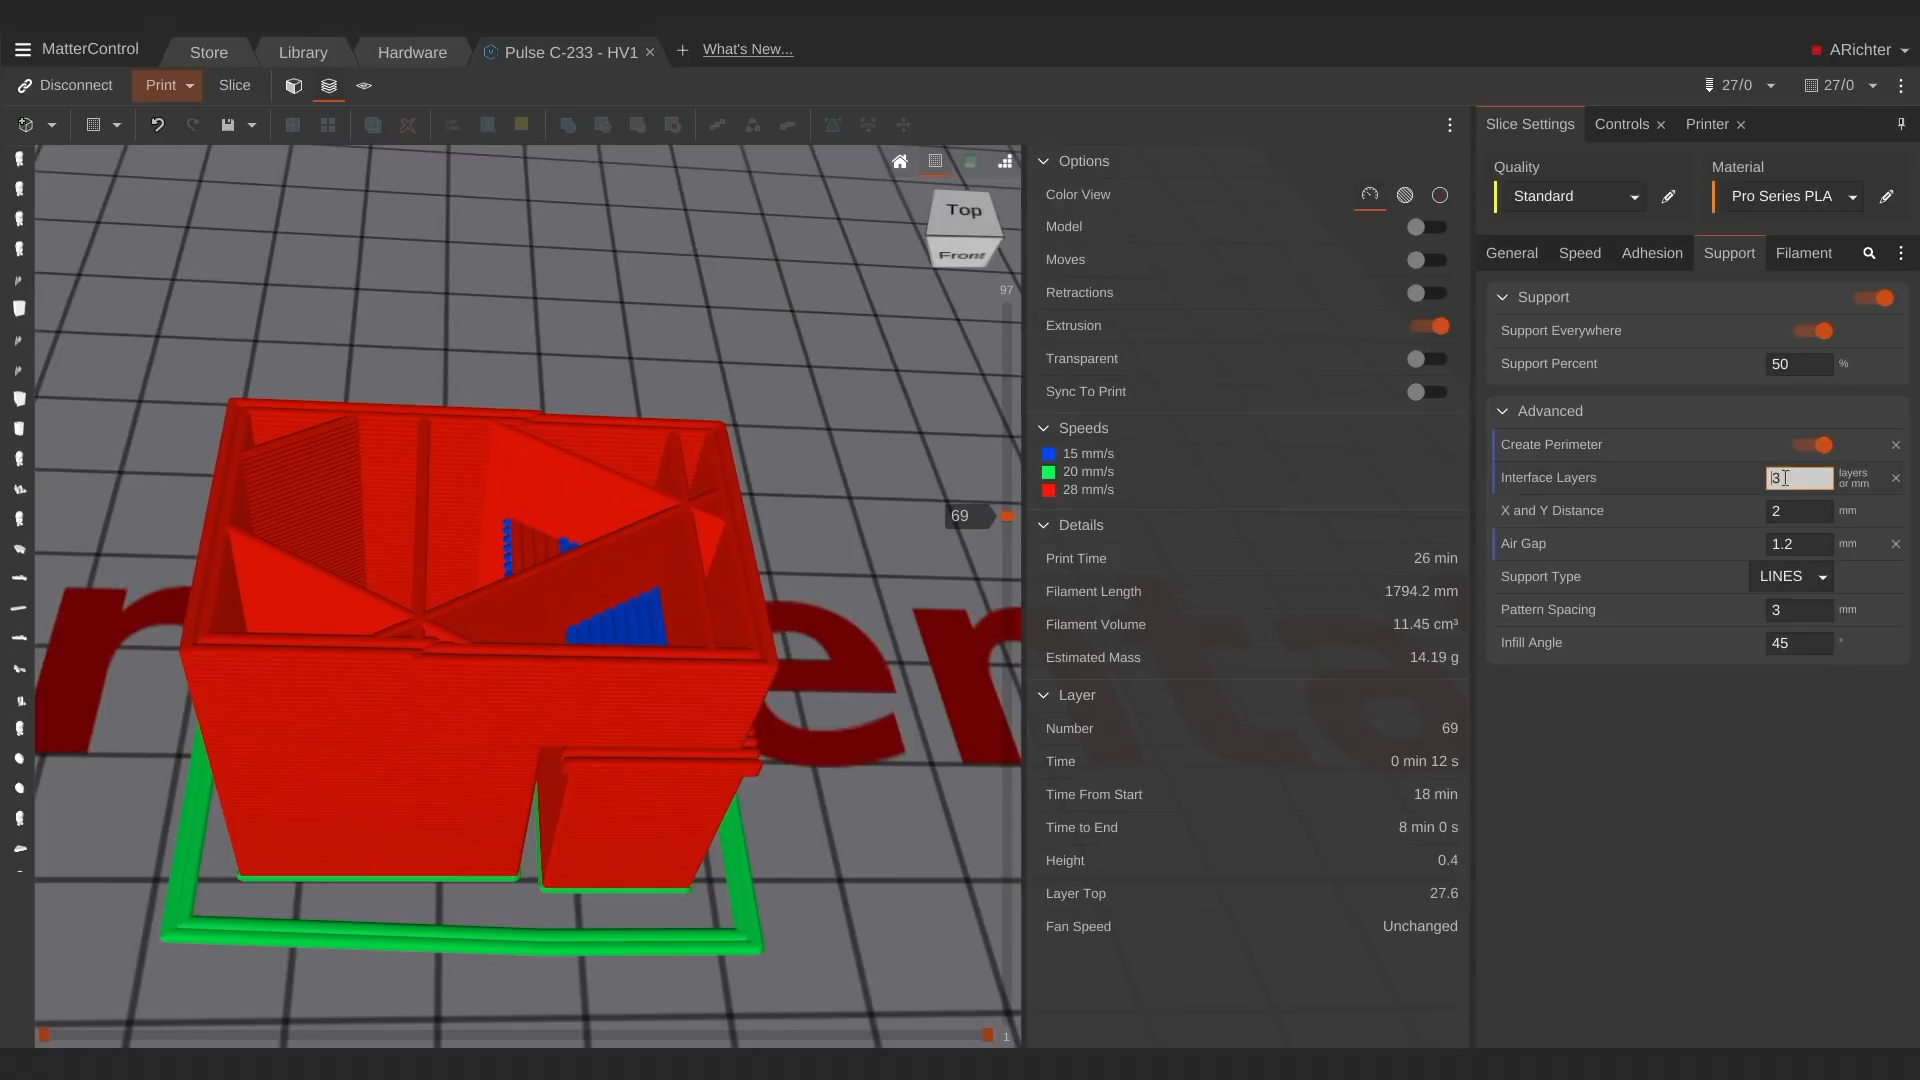 MatterControl
Store
Library
Hardware
Pulse C-233 - HV1
What's New...
ARichter
Disconnect
Print
Slice
27/0
27/0
Slice Settings
Controls
Printer
Quality
Material
Standard
Pro Series PLA
General
Speed
Adhesion
Support
Filament
Support
Support Everywhere
Support Percent
50
%
Advanced
Create Perimeter
Interface Layers
3
layers
or mm
X and Y Distance
2
mm
Air Gap
1.2
mm
Support Type
LINES
Pattern Spacing
3
mm
Infill Angle
45
°
Options
Color View
Model
Moves
Retractions
Extrusion
Transparent
Sync To Print
Speeds
15 mm/s
20 mm/s
28 mm/s
Details
Print Time
26 min
Filament Length
1794.2 mm
Filament Volume
11.45 cm³
Estimated Mass
14.19 g
Layer
Number
69
Time
0 min 12 s
Time From Start
18 min
Time to End
8 min 0 s
Height
0.4
Layer Top
27.6
Fan Speed
Unchanged
Top
Front
97
69
1